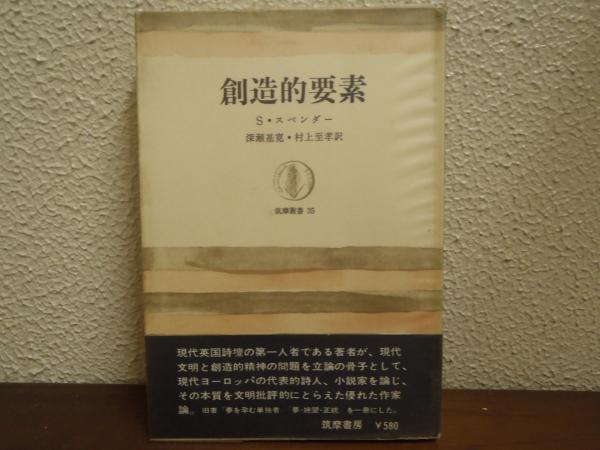 創造的要素
S・スペンダー
深瀬基寛・村上至孝訳
筑摩叢書 35
現代英国詩壇の第一人者である著者が、現代
文明と創造的精神の問題を立論の骨子として、
現代ヨーロッパの代表的詩人、小説家を論じ、
その本質を文明批評的にとらえた優れた作家
論。 旧著「夢を孕む単独者」「夢・絶望・正統」を一冊にした。
筑摩書房 ￥580